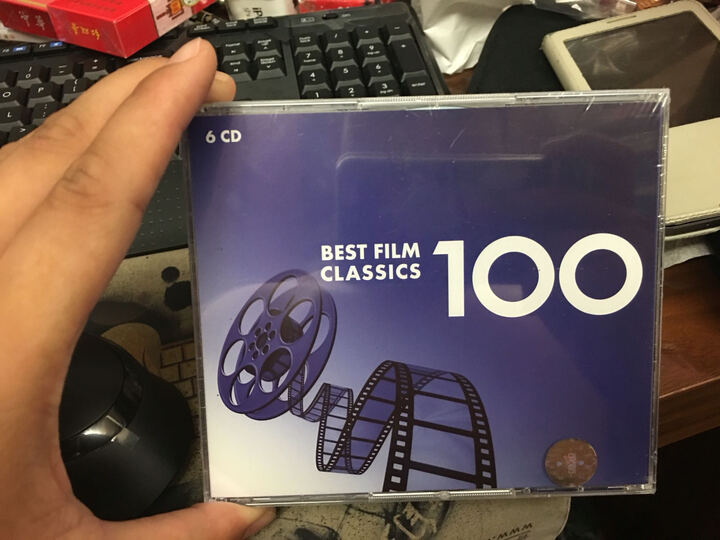 6 CD
BEST FILM
CLASSICS
100